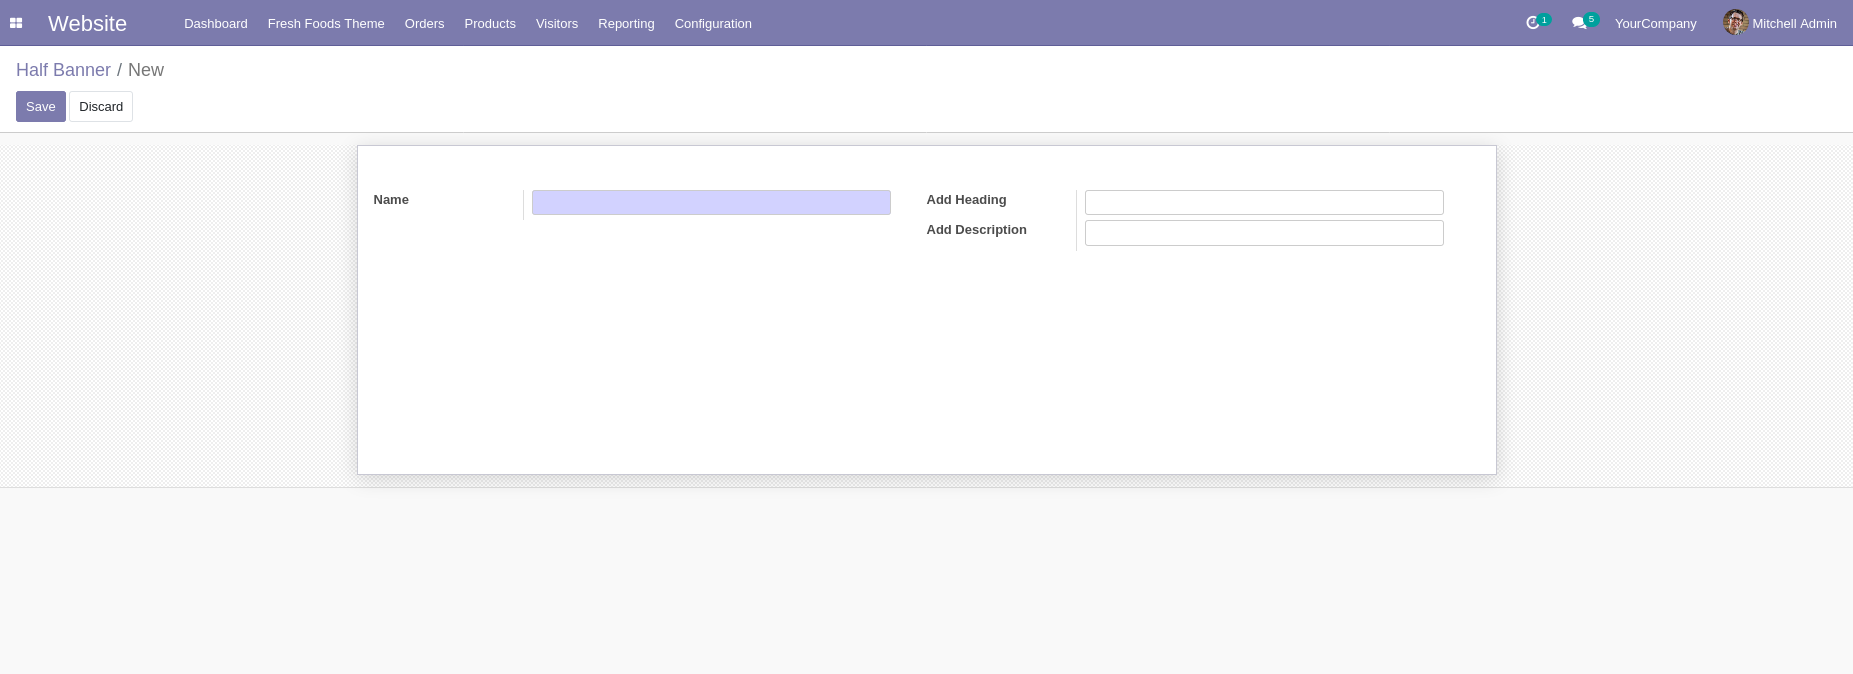 Website Dashboard Fresh Foods Theme Orders Products Visitors Reporting Configuration 1 5 YourCompany Mitchell Admin
Half Banner / New
Save Discard
Name
Add Heading
Add Description